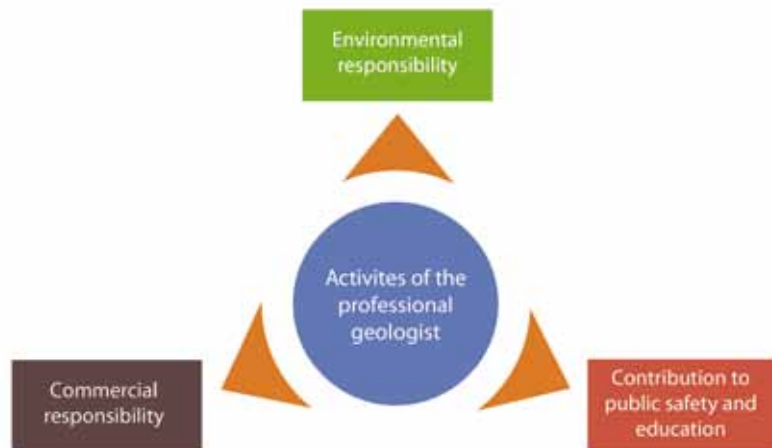 Environmental
responsibility
Activites of the
professional
geologist
Commercial
responsibility
Contribution to
public safety and
education